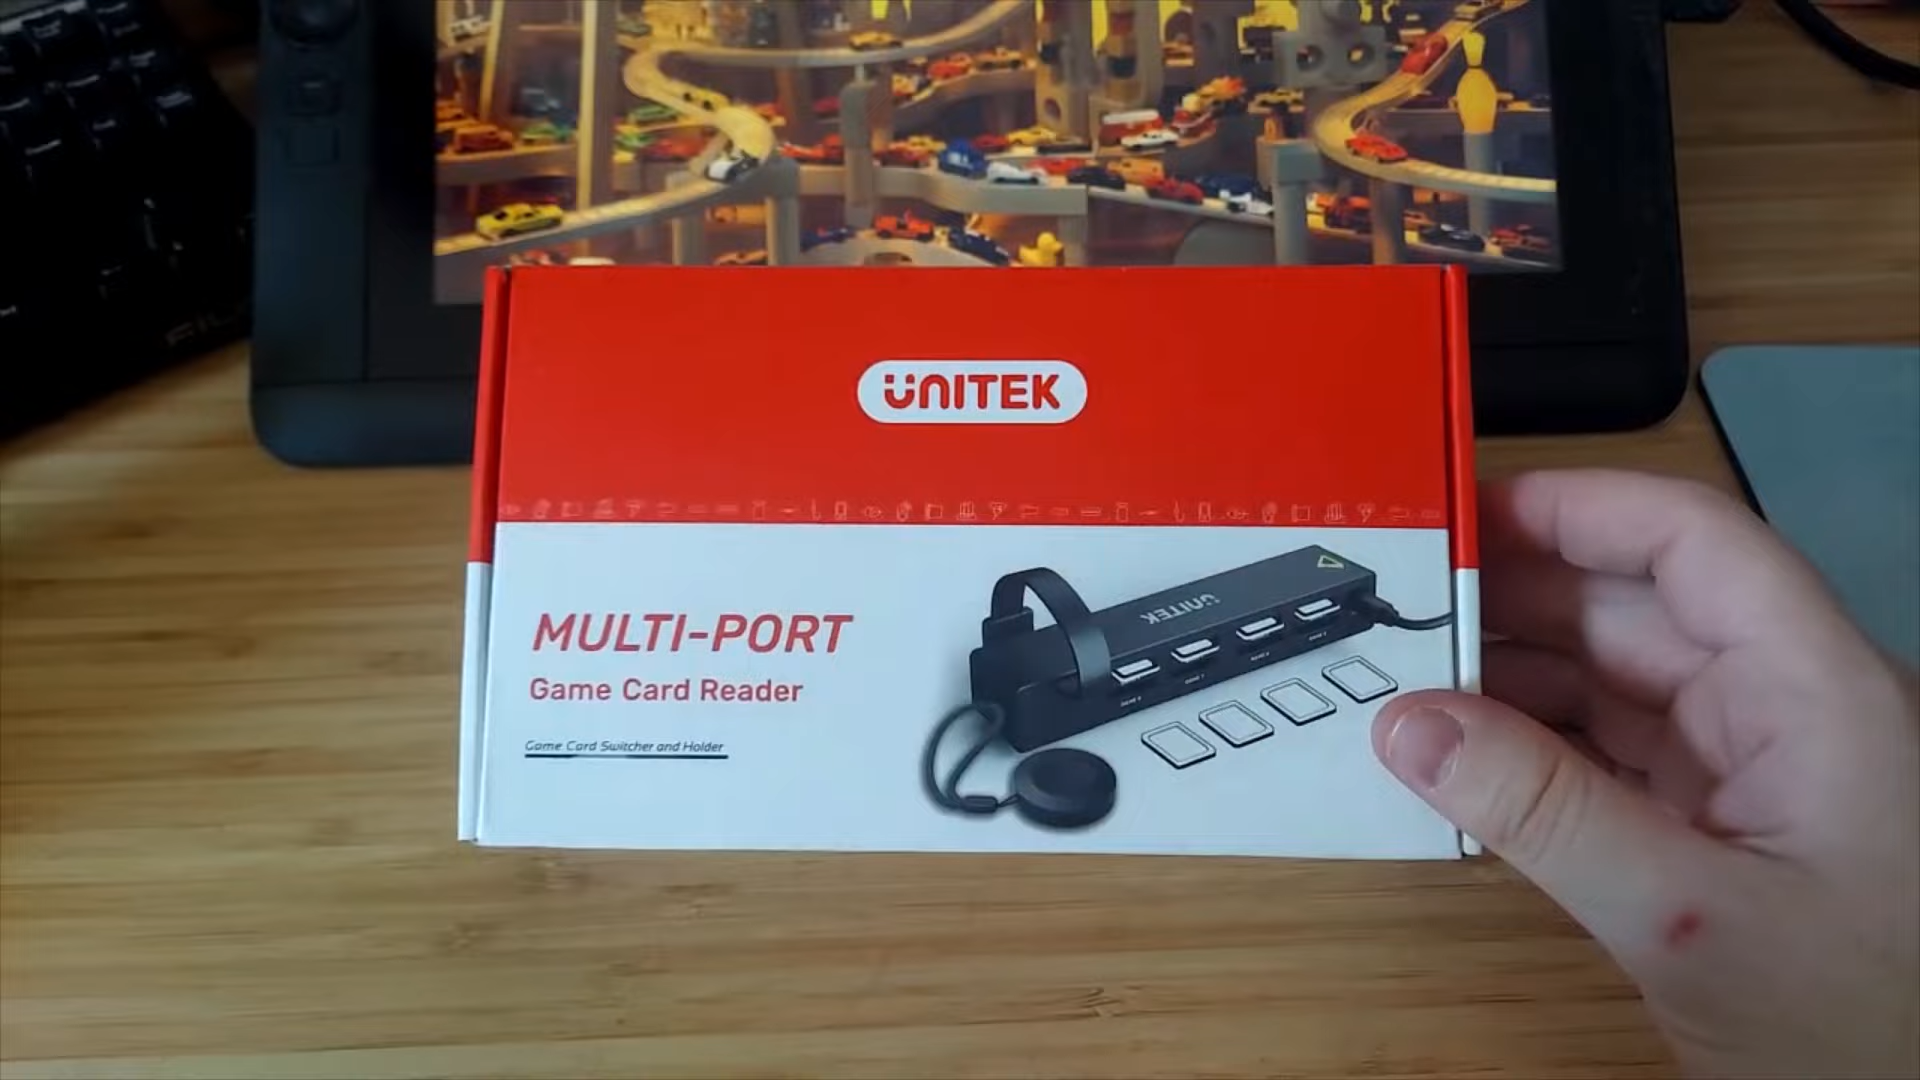 UNITEK
MULTI-PORT
Game Card Reader
Game Card Switcher and Holder
UNITEK